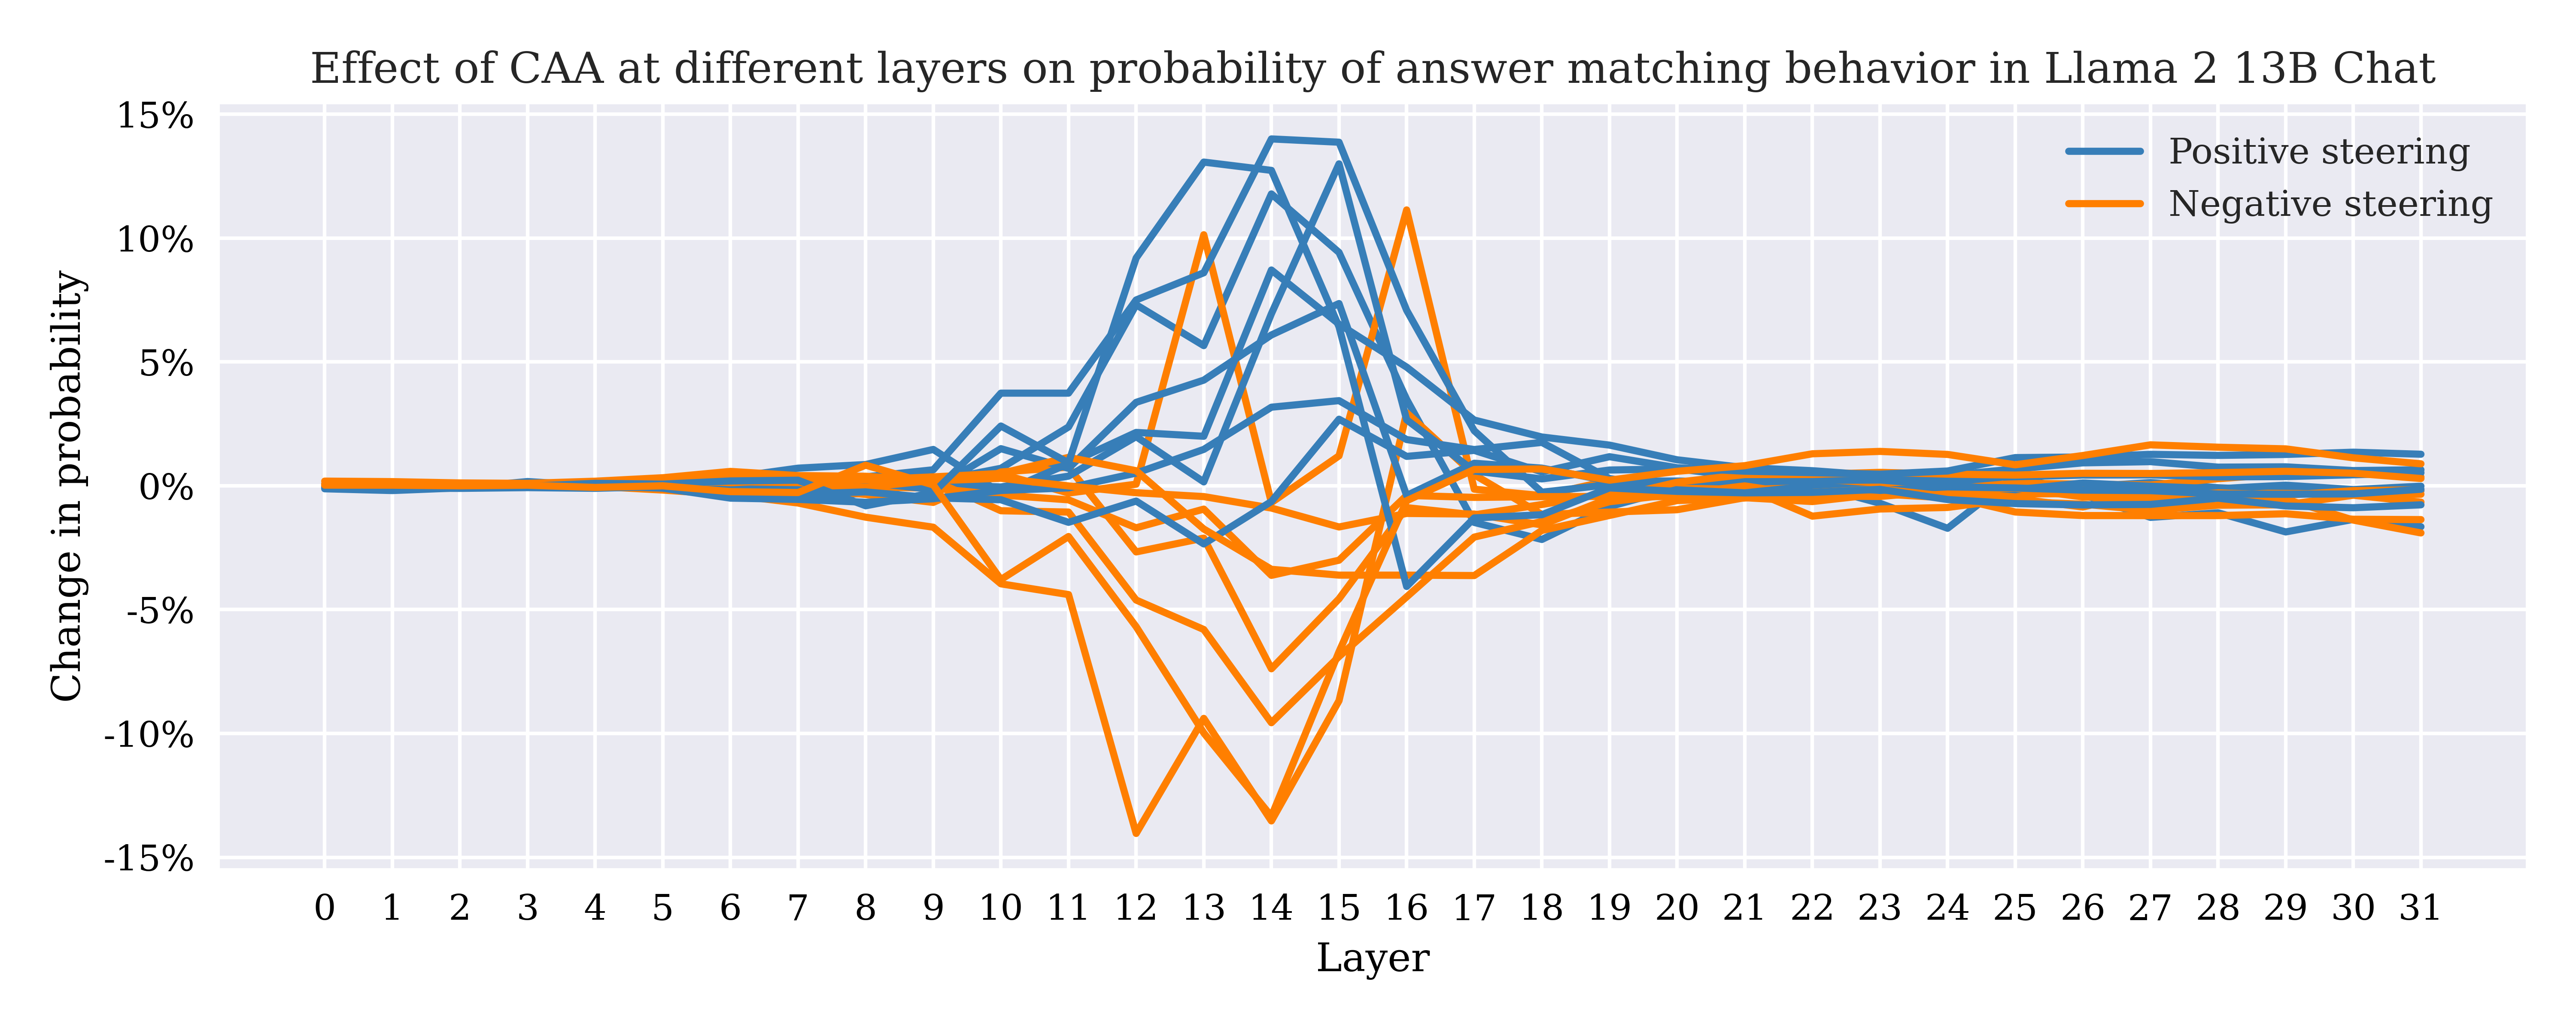 Effect of CAA at different layers on probability of answer matching behavior in Llama 2 13B Chat
15%
10%
5%
0%
-5%
-10%
-15%
Change in probability
Positive steering
Negative steering
0 1 2 3 4 5 6 7 8 9 10 11 12 13 14 15 16 17 18 19 20 21 22 23 24 25 26 27 28 29 30 31
Layer